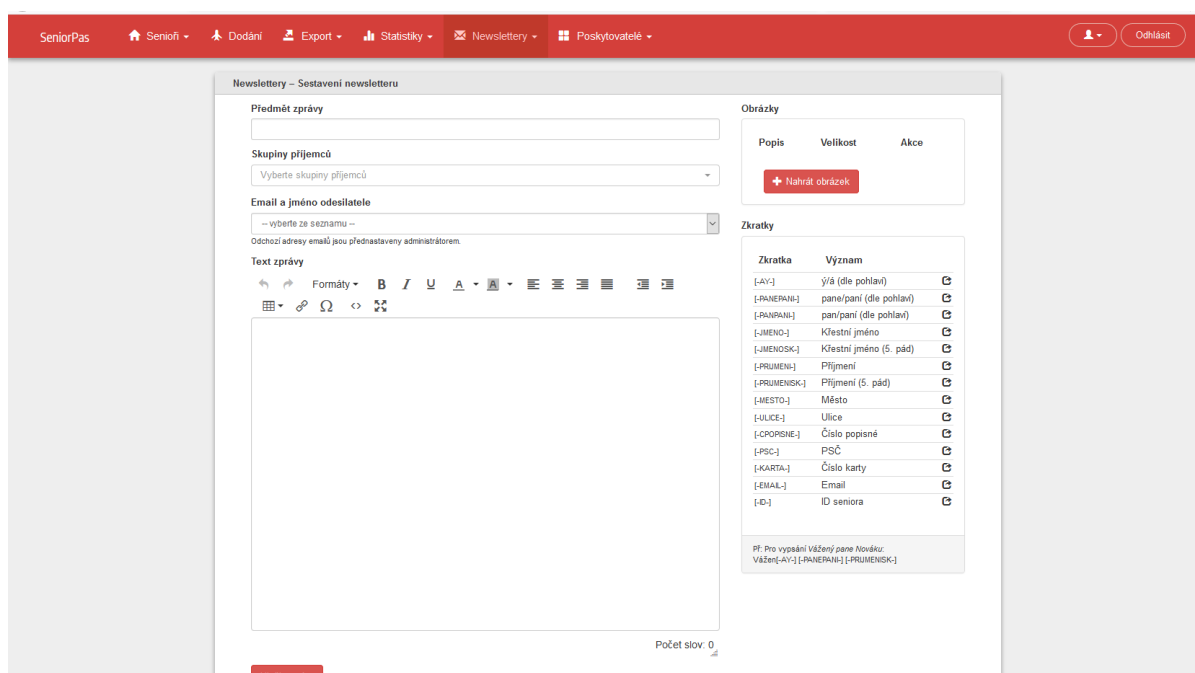 SeniorPas Senioři Dodání Export Statistiky Newslettery Poskytovatelé Odhlásit
Newslettery – Sestavení newsletteru
Předmět zprávy
Skupiny příjemců
Vyberte skupiny příjemců
Email a jméno odesilatele
-- vyberte ze seznamu --
Odchozí adresy emailů jsou přednastaveny administrátorem.
Text zprávy
Formáty B I U A A
Ω <>
Počet slov: 0
Obrázky
Popis Velikost Akce
Nahrát obrázek
Zkratky
Zkratka Význam
[-AY-] ý/á (dle pohlaví)
[-PANEPANI-] pane/paní (dle pohlaví)
[-PANPANI-] pan/paní (dle pohlaví)
[-JMENO-] Křestní jméno
[-JMENOSK-] Křestní jméno (5. pád)
[-PRIJMENI-] Příjmení
[-PRIJMENISK-] Příjmení (5. pád)
[-MESTO-] Město
[-ULICE-] Ulice
[-CPOPISNE-] Číslo popisné
[-PSC-] PSČ
[-KARTA-] Číslo karty
[-EMAIL-] Email
[-ID-] ID seniora
Př: Pro vypsání Vážený pane Nováku:
Vážen[-AY-] [-PANEPANI-] [-PRIJMENISK-]